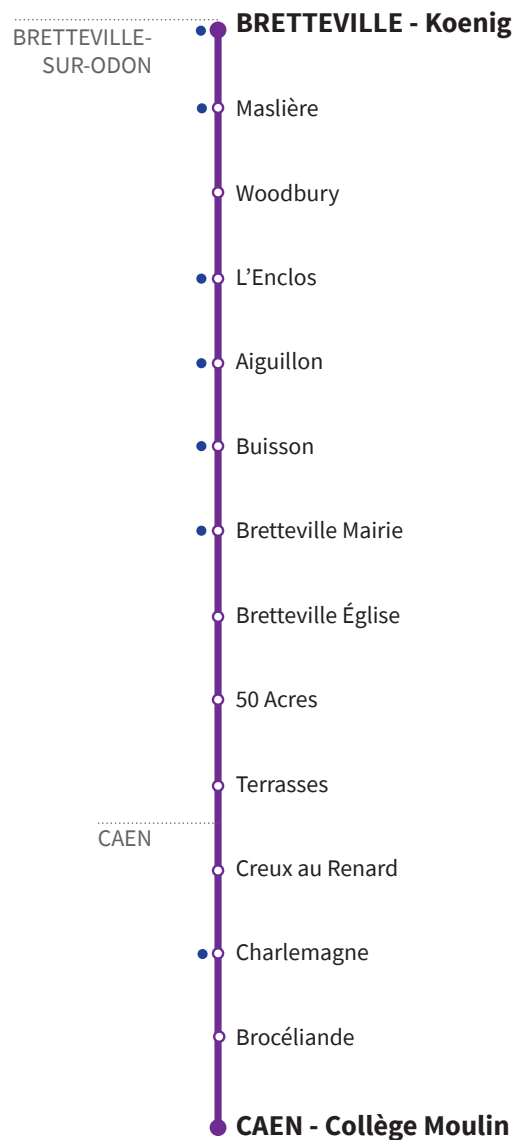 BRETTEVILLE-
SUR-ODON
BRETTEVILLE - Koenig
Maslière
Woodbury
L’Enclos
Aiguillon
Buisson
Bretteville Mairie
Bretteville Église
50 Acres
Terrasses
CAEN
Creux au Renard
Charlemagne
Brocéliande
CAEN - Collège Moulin